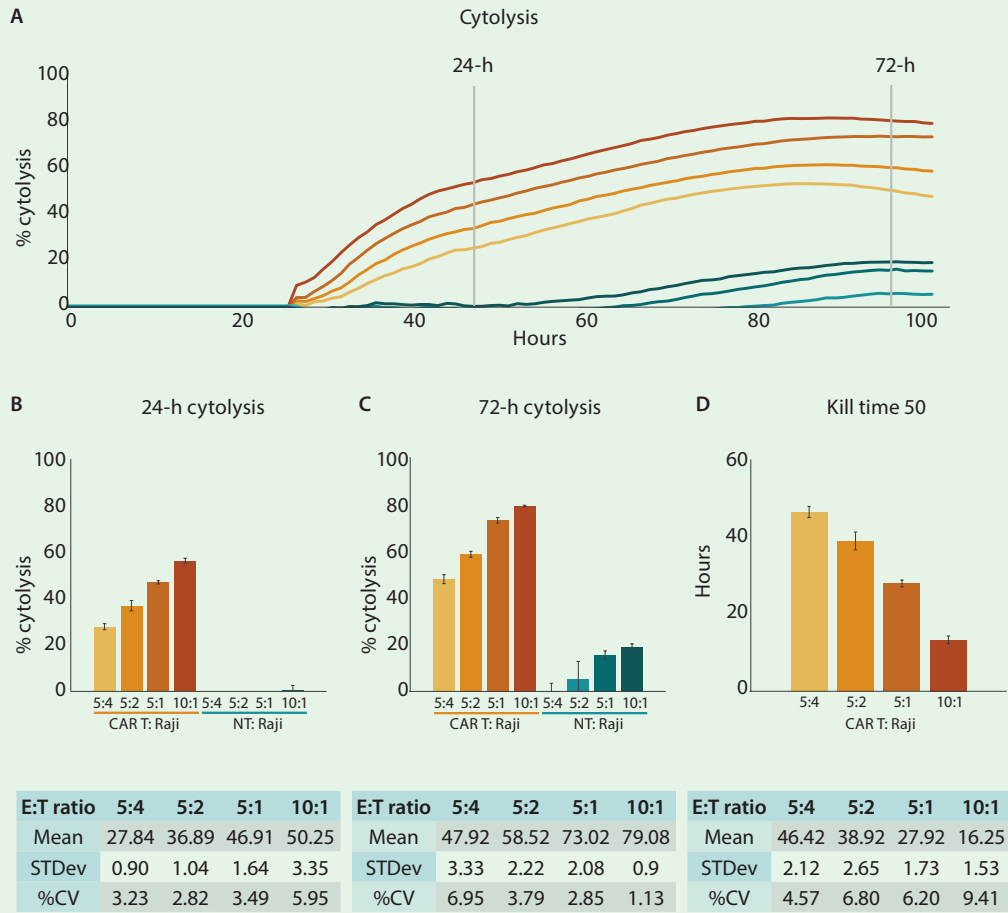 A
Cytolysis
24-h
72-h
% cytolysis
100
80
60
40
20
0
0 20 40 60 80 100
Hours
B
24-h cytolysis
% cytolysis
100
80
60
40
20
0
5:4 5:2 5:1 10:1 5:4 5:2 5:1 10:1
CAR T: Raji NT: Raji
C
72-h cytolysis
% cytolysis
100
80
60
40
20
0
5:4 5:2 5:1 10:1 5:4 5:2 5:1 10:1
CAR T: Raji NT: Raji
D
Kill time 50
Hours
60
40
20
0
5:4 5:2 5:1 10:1
CAR T: Raji
E:T ratio 5:4 5:2 5:1 10:1
Mean 27.84 36.89 46.91 50.25
STDev 0.90 1.04 1.64 3.35
%CV 3.23 2.82 3.49 5.95
E:T ratio 5:4 5:2 5:1 10:1
Mean 47.92 58.52 73.02 79.08
STDev 3.33 2.22 2.08 0.9
%CV 6.95 3.79 2.85 1.13
E:T ratio 5:4 5:2 5:1 10:1
Mean 46.42 38.92 27.92 16.25
STDev 2.12 2.65 1.73 1.53
%CV 4.57 6.80 6.20 9.41